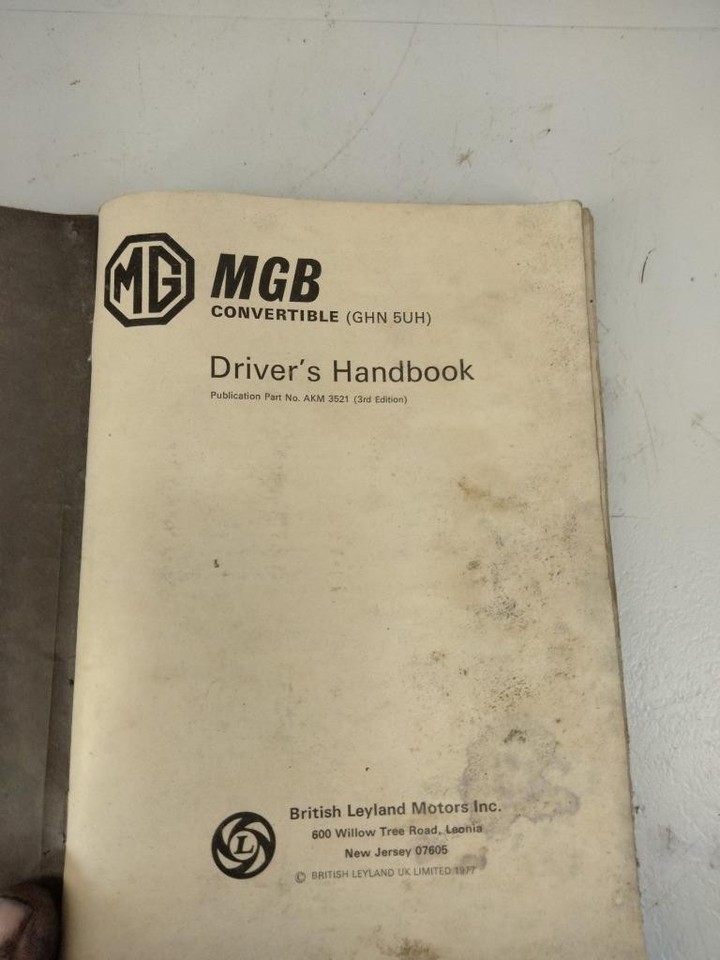 MG
MGB
CONVERTIBLE (GHN 5UH)
Driver's Handbook
Publication Part No. AKM 3521 (3rd Edition)
L
British Leyland Motors Inc.
600 Willow Tree Road, Leonia
New Jersey 07605
© BRITISH LEYLAND UK LIMITED 1977